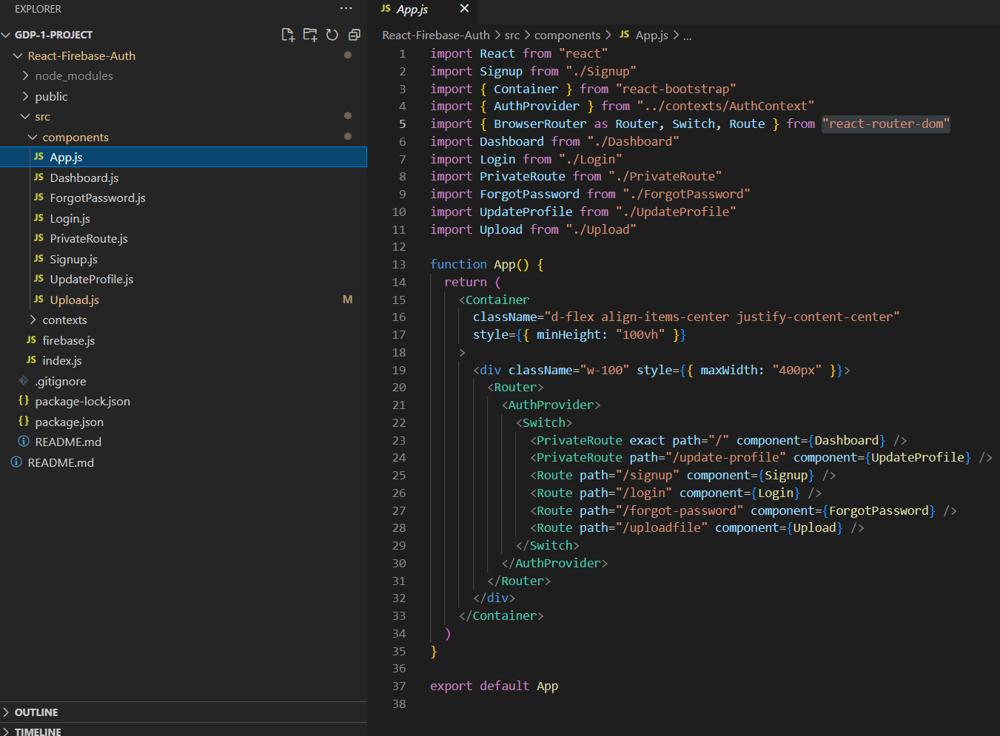 EXPLORER
···
GDP-1-PROJECT
React-Firebase-Auth
node_modules
public
src
components
JS App.js
JS Dashboard.js
JS ForgotPassword.js
JS Login.js
JS PrivateRoute.js
JS Signup.js
JS UpdateProfile.js
JS Upload.js M
contexts
JS firebase.js
JS index.js
.gitignore
{} package-lock.json
{} package.json
README.md
README.md
OUTLINE
TIMELINE
JS App.js ×
React-Firebase-Auth > src > components > JS App.js > ...
1 import React from "react"
2 import Signup from "./Signup"
3 import { Container } from "react-bootstrap"
4 import { AuthProvider } from "../contexts/AuthContext"
5 import { BrowserRouter as Router, Switch, Route } from "react-router-dom"
6 import Dashboard from "./Dashboard"
7 import Login from "./Login"
8 import PrivateRoute from "./PrivateRoute"
9 import ForgotPassword from "./ForgotPassword"
10 import UpdateProfile from "./UpdateProfile"
11 import Upload from "./Upload"
12
13 function App() {
14   return (
15     <Container
16       className="d-flex align-items-center justify-content-center"
17       style={{ minHeight: "100vh" }}
18     >
19       <div className="w-100" style={{ maxWidth: "400px" }}>
20         <Router>
21           <AuthProvider>
22             <Switch>
23               <PrivateRoute exact path="/" component={Dashboard} />
24               <PrivateRoute path="/update-profile" component={UpdateProfile} />
25               <Route path="/signup" component={Signup} />
26               <Route path="/login" component={Login} />
27               <Route path="/forgot-password" component={ForgotPassword} />
28               <Route path="/uploadfile" component={Upload} />
29             </Switch>
30           </AuthProvider>
31         </Router>
32       </div>
33     </Container>
34   )
35 }
36
37 export default App
38